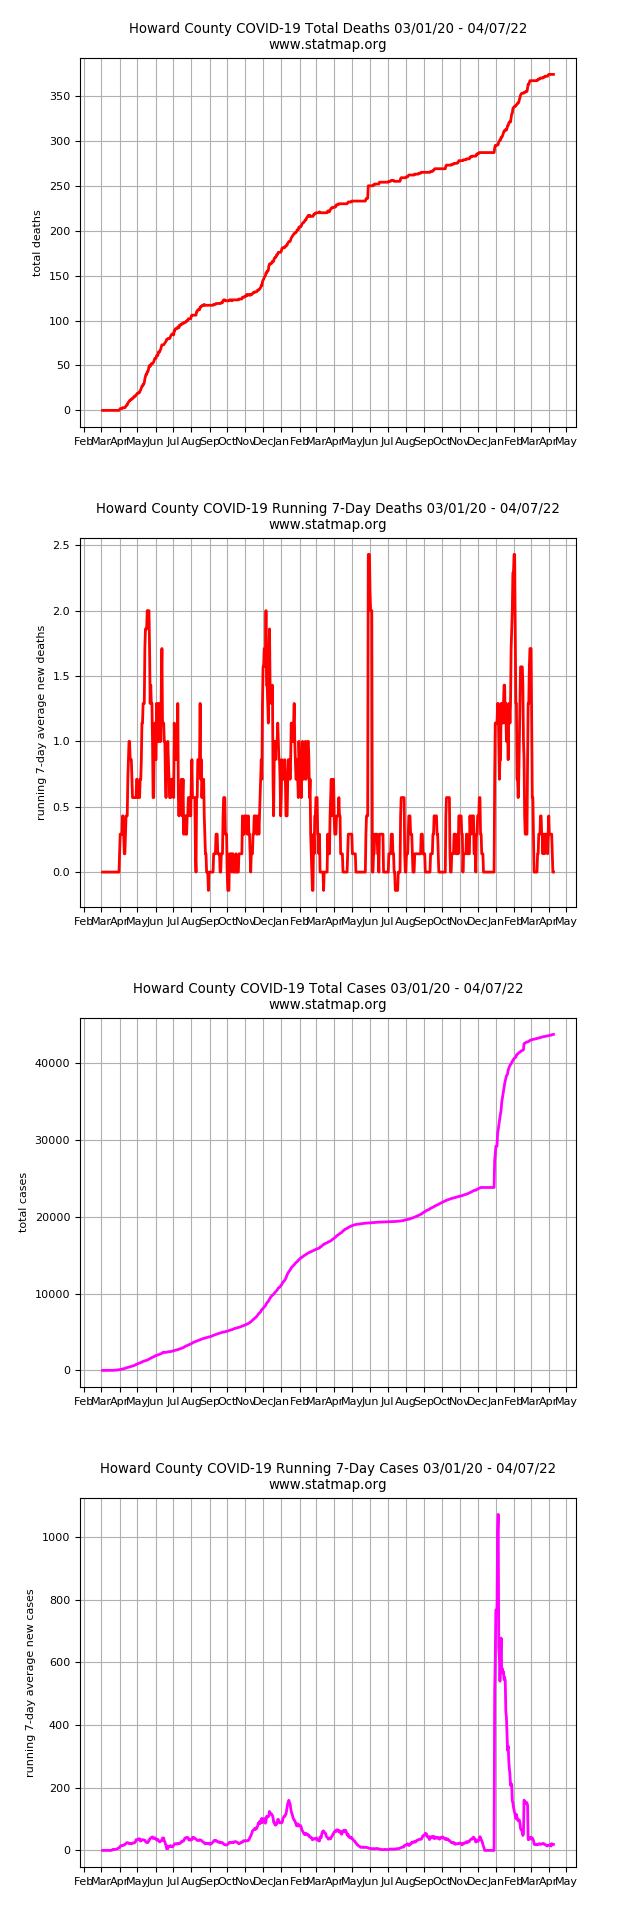 Howard County COVID-19 Total Deaths 03/01/20 - 04/07/22
www.statmap.org
350
300
250
200
150
100
50
0
total deaths
Feb Mar Apr May Jun Jul Aug Sep Oct Nov Dec Jan Feb Mar Apr May Jun Jul Aug Sep Oct Nov Dec Jan Feb Mar Apr May
Howard County COVID-19 Running 7-Day Deaths 03/01/20 - 04/07/22
www.statmap.org
2.5
2.0
1.5
1.0
0.5
0.0
running 7-day average new deaths
Feb Mar Apr May Jun Jul Aug Sep Oct Nov Dec Jan Feb Mar Apr May Jun Jul Aug Sep Oct Nov Dec Jan Feb Mar Apr May
Howard County COVID-19 Total Cases 03/01/20 - 04/07/22
www.statmap.org
40000
30000
20000
10000
0
total cases
Feb Mar Apr May Jun Jul Aug Sep Oct Nov Dec Jan Feb Mar Apr May Jun Jul Aug Sep Oct Nov Dec Jan Feb Mar Apr May
Howard County COVID-19 Running 7-Day Cases 03/01/20 - 04/07/22
www.statmap.org
1000
800
600
400
200
0
running 7-day average new cases
Feb Mar Apr May Jun Jul Aug Sep Oct Nov Dec Jan Feb Mar Apr May Jun Jul Aug Sep Oct Nov Dec Jan Feb Mar Apr May